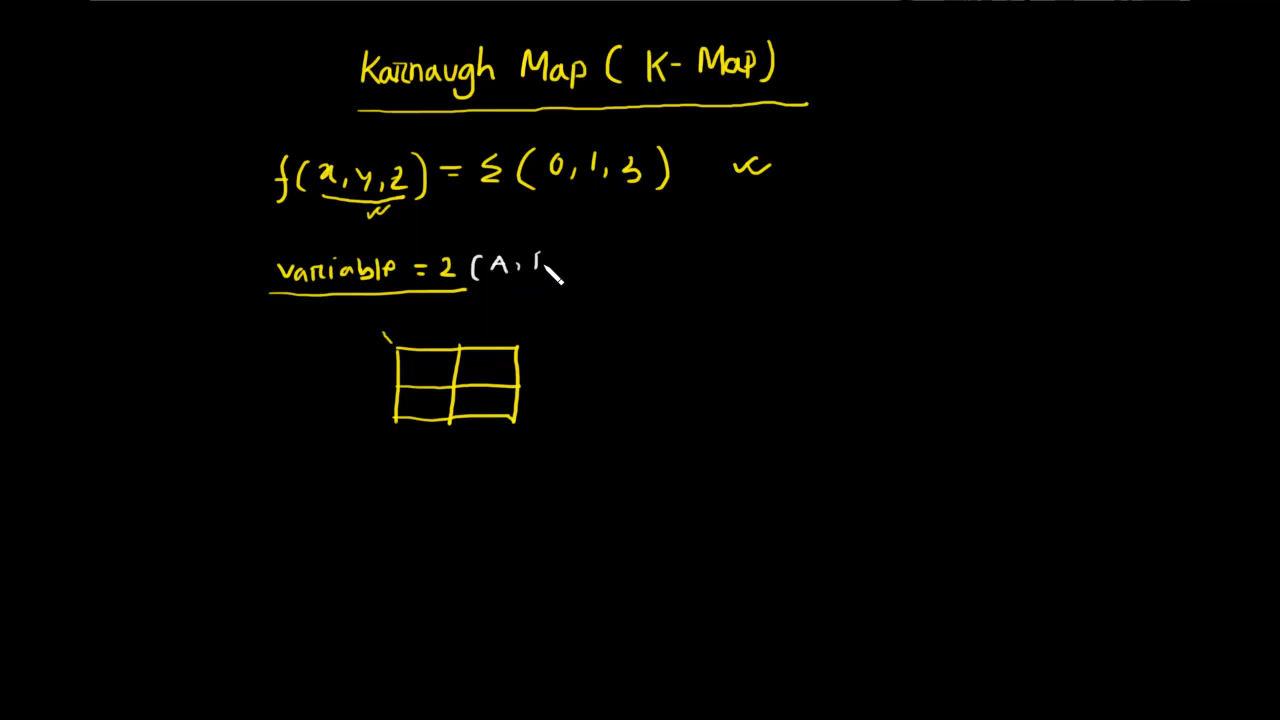 Karnaugh Map ( K- Map)
f( x, y, z ) = Σ ( 0, 1, 3 )
variable = 2 ( A,